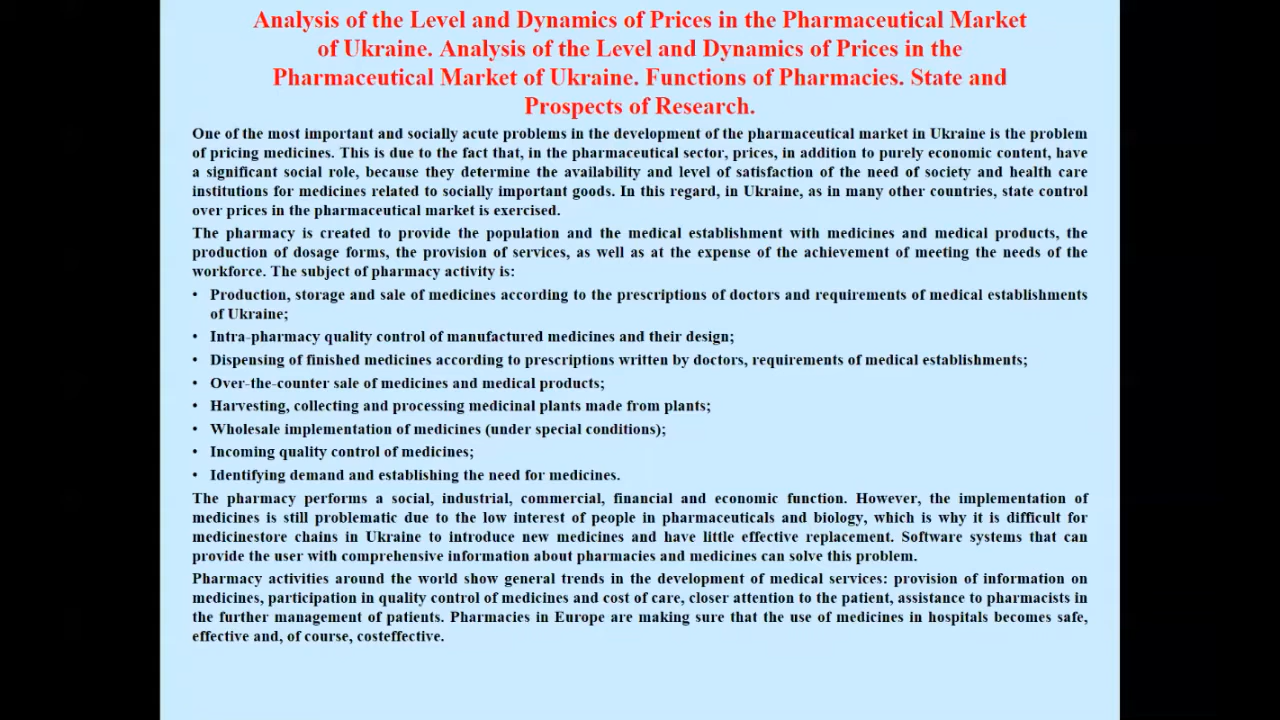 Analysis of the Level and Dynamics of Prices in the Pharmaceutical Market
of Ukraine. Analysis of the Level and Dynamics of Prices in the
Pharmaceutical Market of Ukraine. Functions of Pharmacies. State and
Prospects of Research.
One of the most important and socially acute problems in the development of the pharmaceutical market in Ukraine is the problem
of pricing medicines. This is due to the fact that, in the pharmaceutical sector, prices, in addition to purely economic content, have
a significant social role, because they determine the availability and level of satisfaction of the need of society and health care
institutions for medicines related to socially important goods. In this regard, in Ukraine, as in many other countries, state control
over prices in the pharmaceutical market is exercised.
The pharmacy is created to provide the population and the medical establishment with medicines and medical products, the
production of dosage forms, the provision of services, as well as at the expense of the achievement of meeting the needs of the
workforce. The subject of pharmacy activity is:
• Production, storage and sale of medicines according to the prescriptions of doctors and requirements of medical establishments
of Ukraine;
• Intra-pharmacy quality control of manufactured medicines and their design;
• Dispensing of finished medicines according to prescriptions written by doctors, requirements of medical establishments;
• Over-the-counter sale of medicines and medical products;
• Harvesting, collecting and processing medicinal plants made from plants;
• Wholesale implementation of medicines (under special conditions);
• Incoming quality control of medicines;
• Identifying demand and establishing the need for medicines.
The pharmacy performs a social, industrial, commercial, financial and economic function. However, the implementation of
medicines is still problematic due to the low interest of people in pharmaceuticals and biology, which is why it is difficult for
medicinestore chains in Ukraine to introduce new medicines and have little effective replacement. Software systems that can
provide the user with comprehensive information about pharmacies and medicines can solve this problem.
Pharmacy activities around the world show general trends in the development of medical services: provision of information on
medicines, participation in quality control of medicines and cost of care, closer attention to the patient, assistance to pharmacists in
the further management of patients. Pharmacies in Europe are making sure that the use of medicines in hospitals becomes safe,
effective and, of course, costeffective.